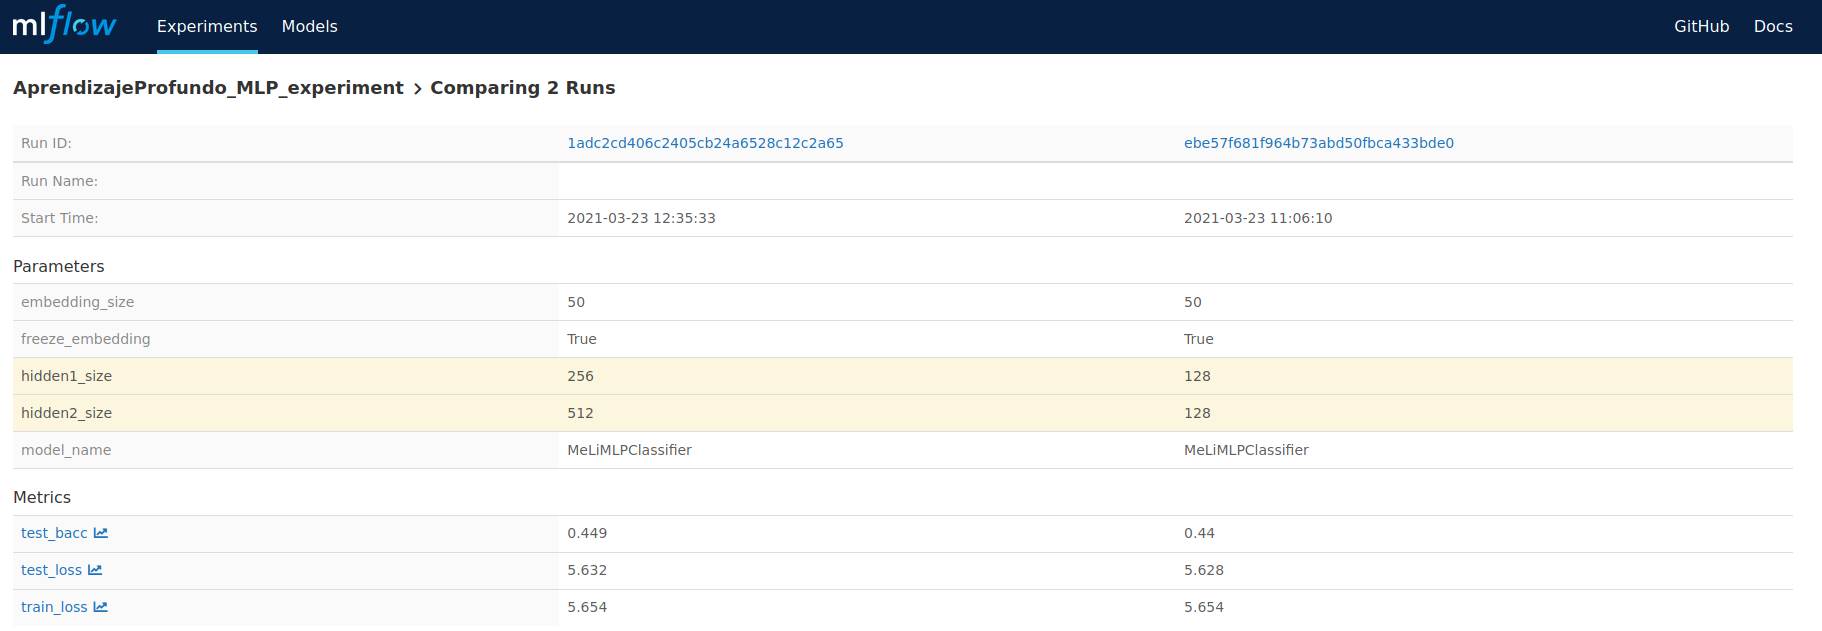 mlflow Experiments Models GitHub Docs
AprendizajeProfundo_MLP_experiment › Comparing 2 Runs
Run ID: 1adc2cd406c2405cb24a6528c12c2a65 ebe57f681f964b73abd50fbca433bde0
Run Name:
Start Time: 2021-03-23 12:35:33 2021-03-23 11:06:10
Parameters
embedding_size 50 50
freeze_embedding True True
hidden1_size 256 128
hidden2_size 512 128
model_name MeLiMLPClassifier MeLiMLPClassifier
Metrics
test_bacc 0.449 0.44
test_loss 5.632 5.628
train_loss 5.654 5.654